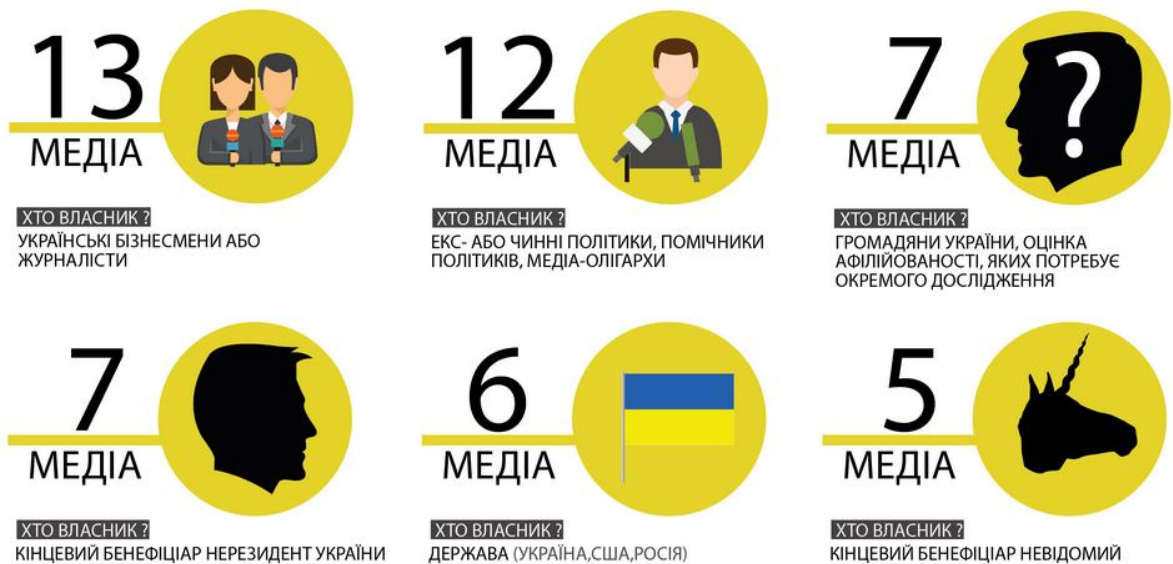 13
МЕДІА
ХТО ВЛАСНИК ?
УКРАЇНСЬКІ БІЗНЕСМЕНИ АБО
ЖУРНАЛІСТИ
12
МЕДІА
ХТО ВЛАСНИК ?
ЕКС- АБО ЧИННІ ПОЛІТИКИ, ПОМІЧНИКИ
ПОЛІТИКІВ, МЕДІА-ОЛІГАРХИ
7
?
МЕДІА
ХТО ВЛАСНИК ?
ГРОМАДЯНИ УКРАЇНИ, ОЦІНКА
АФІЛІЙОВАНОСТІ, ЯКИХ ПОТРЕБУЄ
ОКРЕМОГО ДОСЛІДЖЕННЯ
7
МЕДІА
ХТО ВЛАСНИК ?
КІНЦЕВИЙ БЕНЕФІЦІАР НЕРЕЗИДЕНТ УКРАЇНИ
6
МЕДІА
ХТО ВЛАСНИК ?
ДЕРЖАВА (УКРАЇНА,США,РОСІЯ)
5
МЕДІА
ХТО ВЛАСНИК ?
КІНЦЕВИЙ БЕНЕФІЦІАР НЕВІДОМИЙ